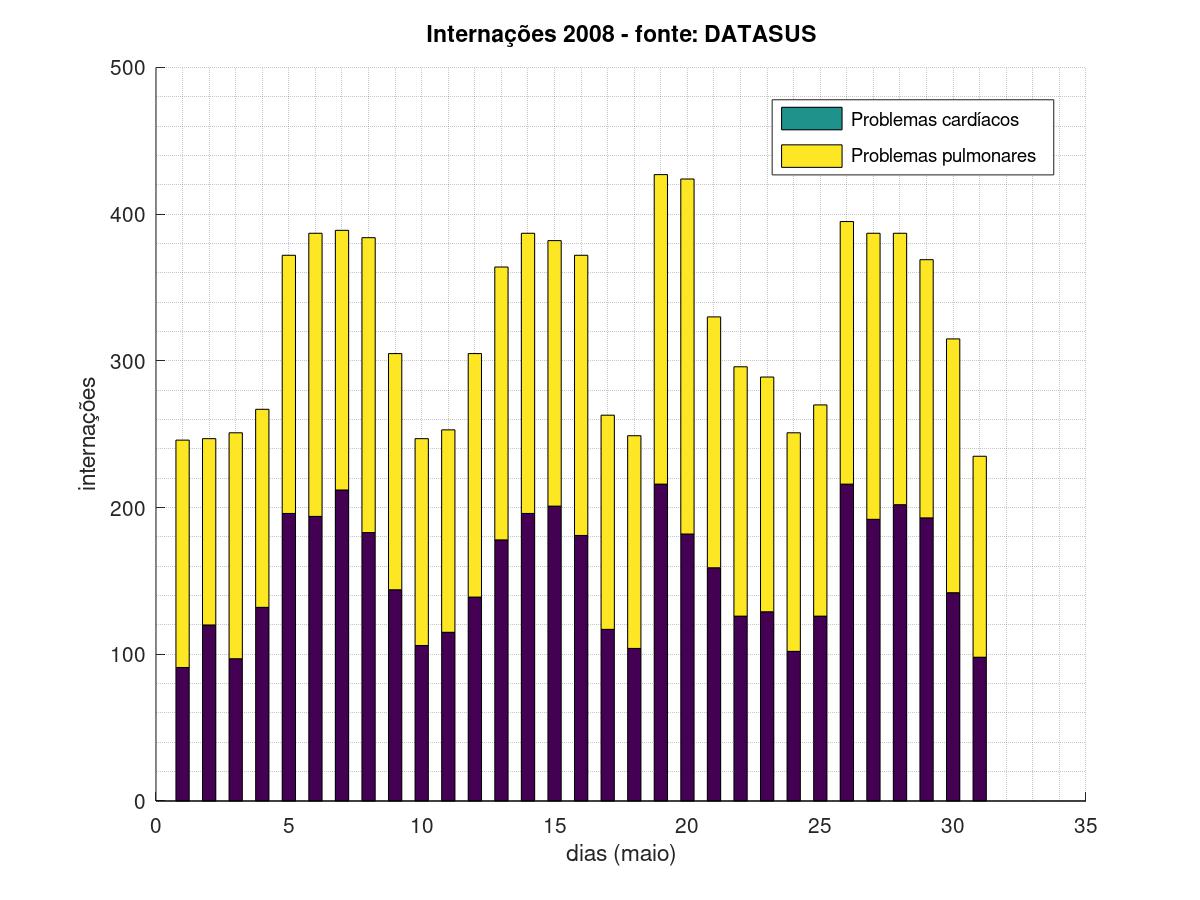 Internações 2008 - fonte: DATASUS
500
400
300
200
100
0
internações
Problemas cardíacos
Problemas pulmonares
0 5 10 15 20 25 30 35
dias (maio)